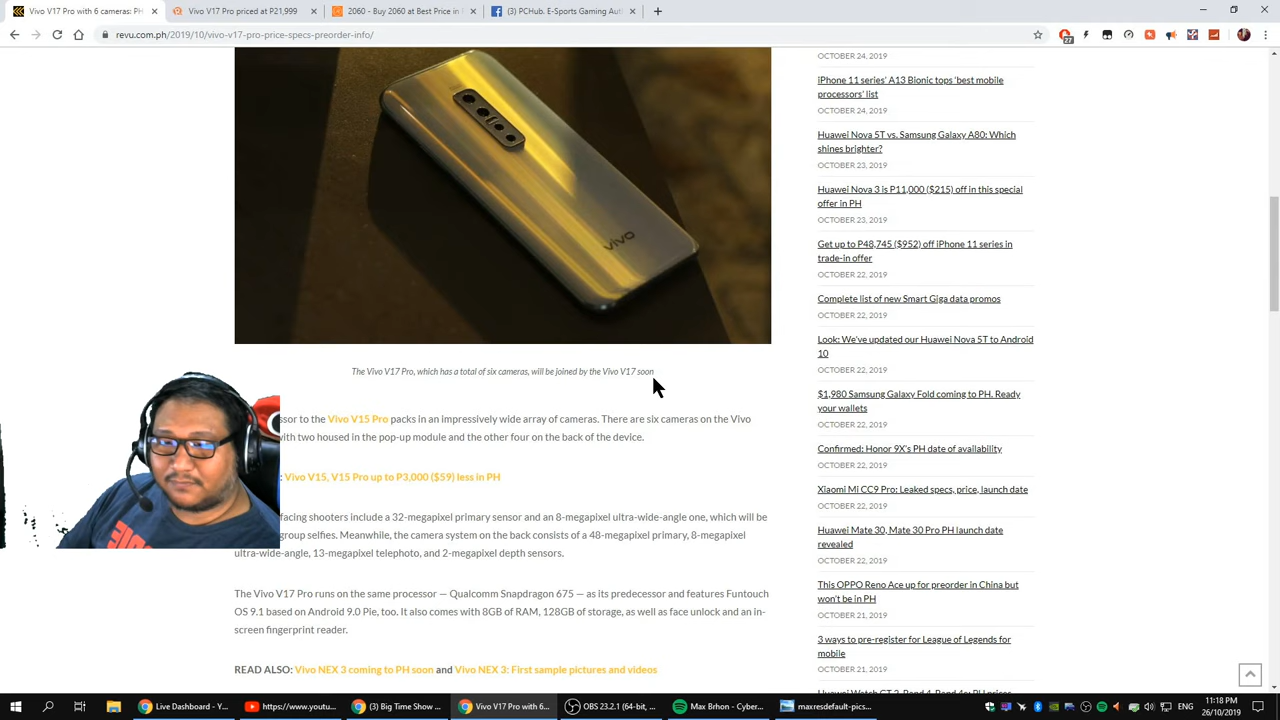 Vivo V17 Pro with 6 cameras: PH
Vivo V17 Pro priced at P21,999
2060 - Buy 2060 at Best Price in
(3) PCHub. E-Sports Gaming Aut
revu.com.ph/2019/10/vivo-v17-pro-price-specs-preorder-info/
27
vivo
The Vivo V17 Pro, which has a total of six cameras, will be joined by the Vivo V17 soon
ssor to the Vivo V15 Pro packs in an impressively wide array of cameras. There are six cameras on the Vivo
with two housed in the pop-up module and the other four on the back of the device.
: Vivo V15, V15 Pro up to P3,000 ($59) less in PH
facing shooters include a 32-megapixel primary sensor and an 8-megapixel ultra-wide-angle one, which will be
group selfies. Meanwhile, the camera system on the back consists of a 48-megapixel primary, 8-megapixel
ultra-wide-angle, 13-megapixel telephoto, and 2-megapixel depth sensors.
The Vivo V17 Pro runs on the same processor — Qualcomm Snapdragon 675 — as its predecessor and features Funtouch
OS 9.1 based on Android 9.0 Pie, too. It also comes with 8GB of RAM, 128GB of storage, as well as face unlock and an in-
screen fingerprint reader.
READ ALSO: Vivo NEX 3 coming to PH soon and Vivo NEX 3: First sample pictures and videos
OCTOBER 24, 2019
iPhone 11 series' A13 Bionic tops 'best mobile
processors' list
OCTOBER 24, 2019
Huawei Nova 5T vs. Samsung Galaxy A80: Which
shines brighter?
OCTOBER 23, 2019
Huawei Nova 3 is P11,000 ($215) off in this special
offer in PH
OCTOBER 23, 2019
Get up to P48,745 ($952) off iPhone 11 series in
trade-in offer
OCTOBER 22, 2019
Complete list of new Smart Giga data promos
OCTOBER 22, 2019
Look: We've updated our Huawei Nova 5T to Android
10
OCTOBER 22, 2019
$1,980 Samsung Galaxy Fold coming to PH. Ready
your wallets
OCTOBER 22, 2019
Confirmed: Honor 9X's PH date of availability
OCTOBER 22, 2019
Xiaomi Mi CC9 Pro: Leaked specs, price, launch date
OCTOBER 22, 2019
Huawei Mate 30, Mate 30 Pro PH launch date
revealed
OCTOBER 22, 2019
This OPPO Reno Ace up for preorder in China but
won't be in PH
OCTOBER 21, 2019
3 ways to pre-register for League of Legends for
mobile
OCTOBER 21, 2019
Huawei Watch GT 2, Band 4, Band 4e: PH prices
Live Dashboard - Y...
https://www.youtu...
(3) Big Time Show ...
Vivo V17 Pro with 6...
OBS 23.2.1 (64-bit, ...
Max Brhon - Cyber...
maxresdefault-pics...
ENG
11:18 PM
26/10/2019